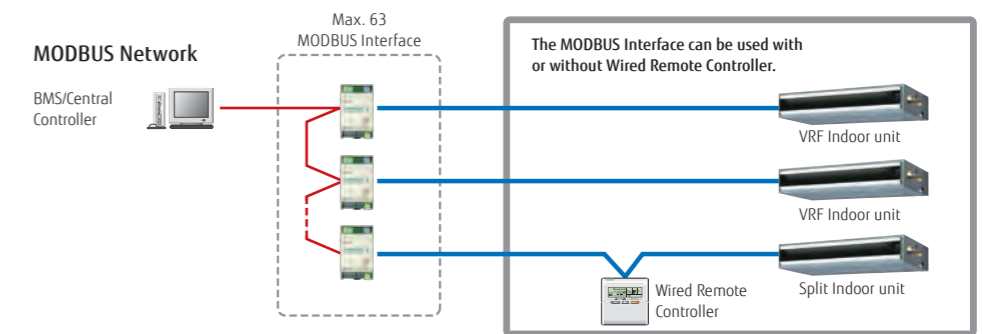 Max. 63
MODBUS Interface
MODBUS Network
The MODBUS Interface can be used with
or without Wired Remote Controller.
BMS/Central
Controller
VRF Indoor unit
VRF Indoor unit
Wired Remote
Controller
Split Indoor unit